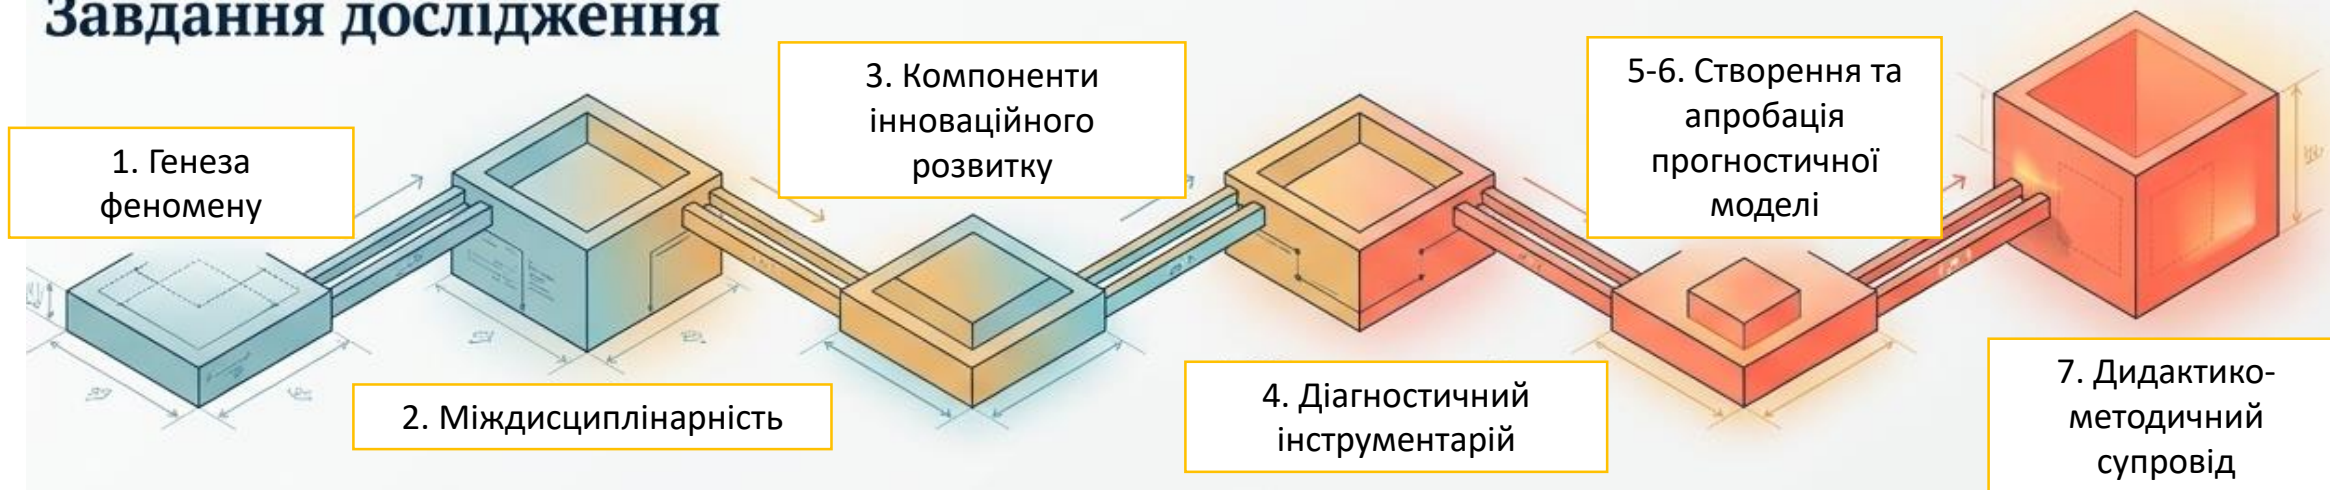 Завдання дослідження
1. Генеза
феномену
2. Міждисциплінарність
3. Компоненти
інноваційного
розвитку
4. Діагностичний
інструментарій
5-6. Створення та
апробація
прогностичної
моделі
7. Дидактико-
методичний
супровід